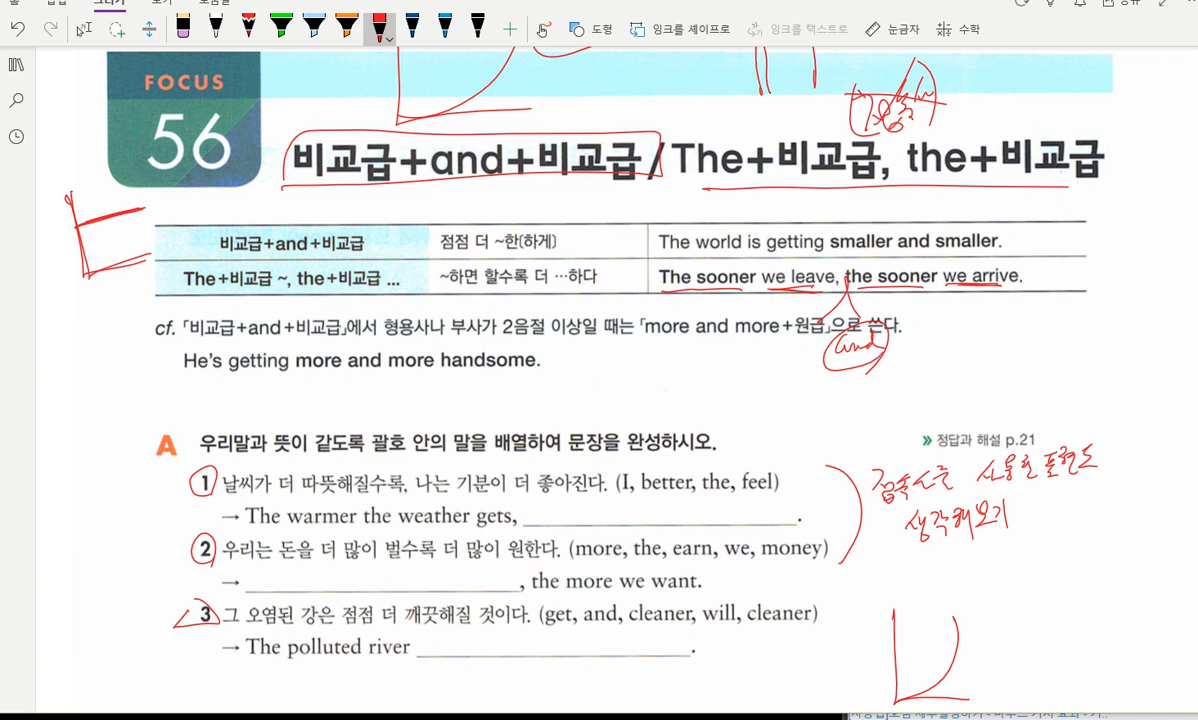 도형
잉크를 셰이프로
잉크를 텍스트로
눈금자
수학
FOCUS
56
비교급+and+비교급 / The+비교급, the+비교급
비교급+and+비교급 점점 더 ~한(하게) The world is getting smaller and smaller.
The+비교급 ~, the+비교급 ... ~하면 할수록 더 …하다 The sooner we leave, the sooner we arrive.
and
cf. 「비교급+and+비교급」에서 형용사나 부사가 2음절 이상일 때는 「more and more+원급」으로 쓴다.
He's getting more and more handsome.
A 우리말과 뜻이 같도록 괄호 안의 말을 배열하여 문장을 완성하시오.
» 정답과 해설 p.21
1 날씨가 더 따뜻해질수록, 나는 기분이 더 좋아진다. (I, better, the, feel)
→ The warmer the weather gets, ______.
2 우리는 돈을 더 많이 벌수록 더 많이 원한다. (more, the, earn, we, money)
→ ______, the more we want.
3 그 오염된 강은 점점 더 깨끗해질 것이다. (get, and, cleaner, will, cleaner)
→ The polluted river ______.
접속사를 사용한 표현도
생각해보기